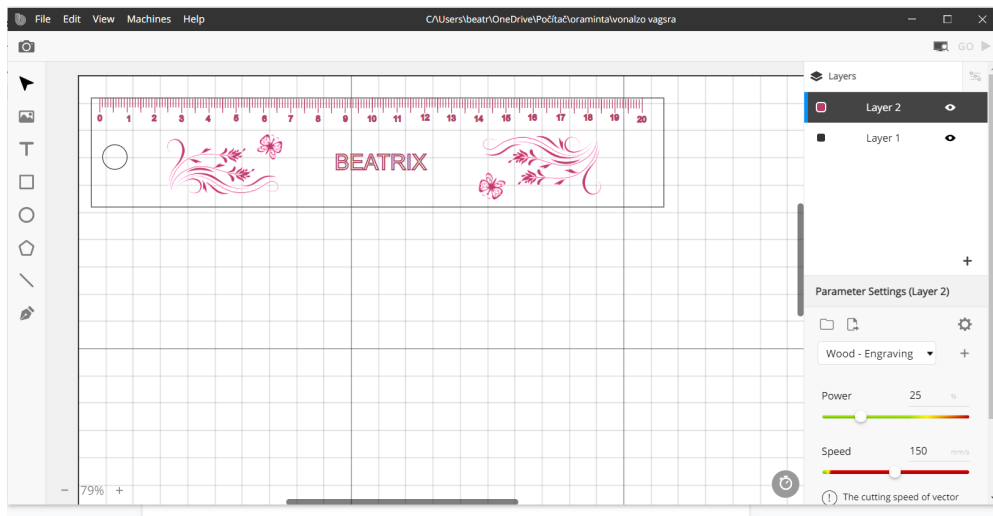 File Edit View Machines Help C/\Users\beatr\OneDrive\Počítač\oraminta\vonalzo vagsra
GO
Layers
Layer 2
Layer 1
0 1 2 3 4 5 6 7 8 9 10 11 12 13 14 15 16 17 18 19 20
BEATRIX
+
Parameter Settings (Layer 2)
Wood - Engraving +
Power 25 %
Speed 150 mm/s
! The cutting speed of vector
− 79% +